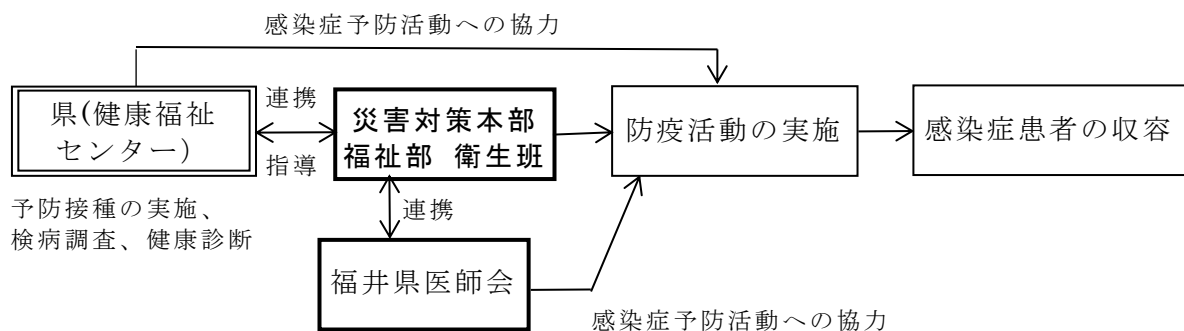 感染症予防活動への協力
県(健康福祉
センター)
連携
指導
災害対策本部
福祉部 衛生班
防疫活動の実施
感染症患者の収容
予防接種の実施、
検病調査、健康診断
連携
福井県医師会
感染症予防活動への協力